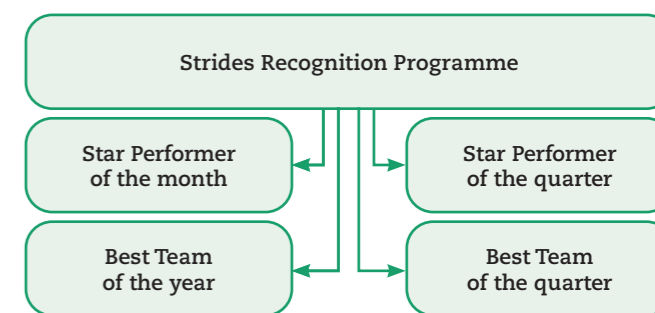 Strides Recognition Programme
Star Performer
of the month
Star Performer
of the quarter
Best Team
of the year
Best Team
of the quarter